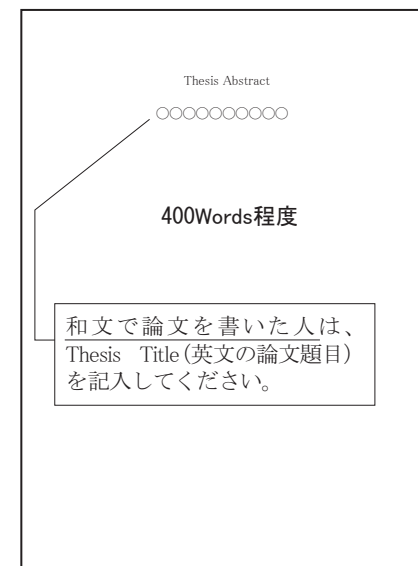 Thesis Abstract
○○○○○○○○○○
400Words程度
和文で論文を書いた人は、
Thesis　Title（英文の論文題目）
を記入してください。